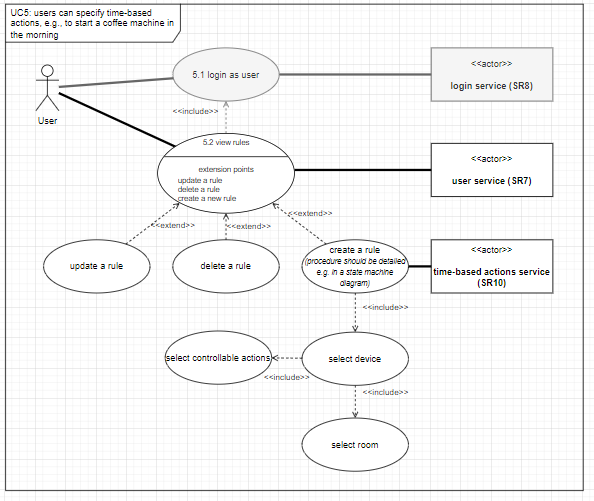 UC5: users can specify time-based
actions, e.g., to start a coffee machine in
the morning
User
5.1 login as user
<<actor>>
login service (SR8)
<<include>>
5.2 view rules
extension points
update a rule
delete a rule
create a new rule
<<actor>>
user service (SR7)
<<extend>>
<<extend>>
<<extend>>
update a rule
delete a rule
create a rule
(procedure should be detailed
e.g. in a state machine
diagram)
<<actor>>
time-based actions service
(SR10)
<<include>>
select controllable actions
select device
<<include>>
<<include>>
select room